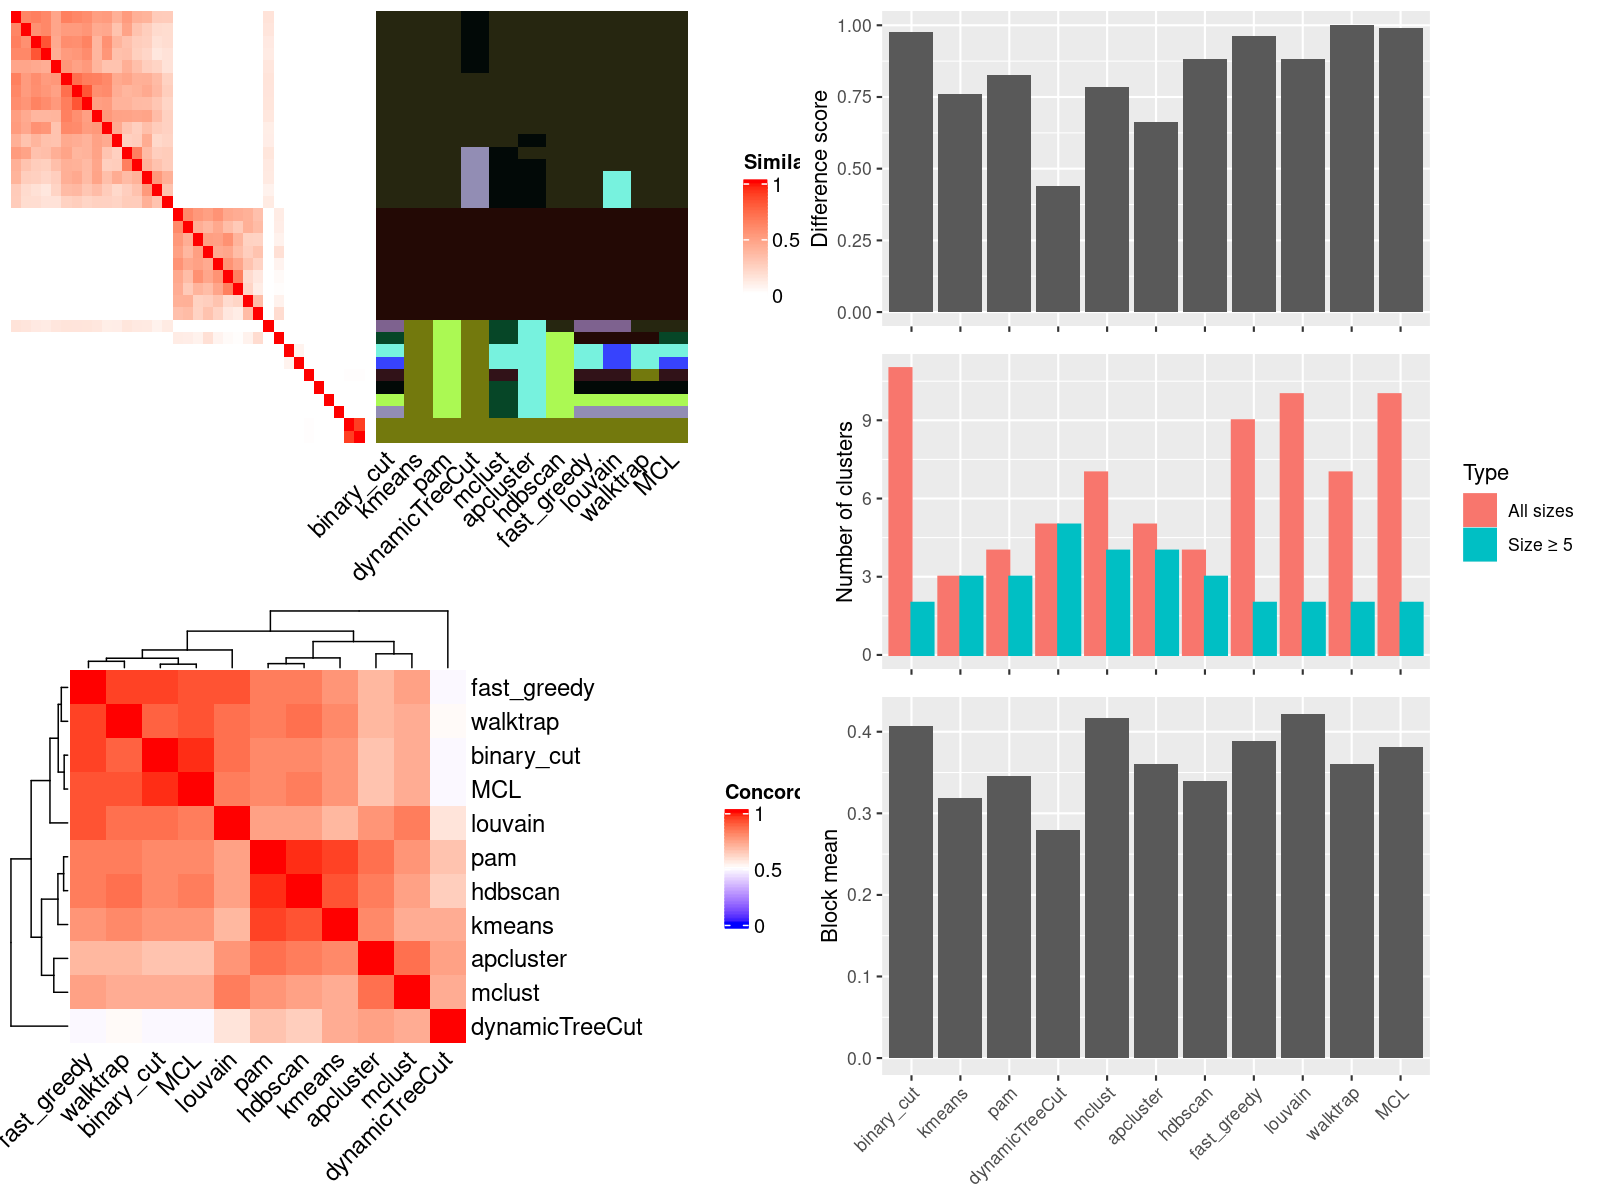 Simila
1
0.5
0
binary_cut
kmeans
pam
dynamicTreeCut
mclust
apcluster
hdbscan
fast_greedy
louvain
walktrap
MCL
Difference score
1.00
0.75
0.50
0.25
0.00
Number of clusters
9
6
3
0
Type
All sizes
Size ≥ 5
fast_greedy
walktrap
binary_cut
MCL
louvain
pam
hdbscan
kmeans
apcluster
mclust
dynamicTreeCut
fast_greedy
walktrap
binary_cut
MCL
louvain
pam
hdbscan
kmeans
apcluster
mclust
dynamicTreeCut
Concord
1
0.5
0
Block mean
0.4
0.3
0.2
0.1
0.0
binary_cut
kmeans
pam
dynamicTreeCut
mclust
apcluster
hdbscan
fast_greedy
louvain
walktrap
MCL